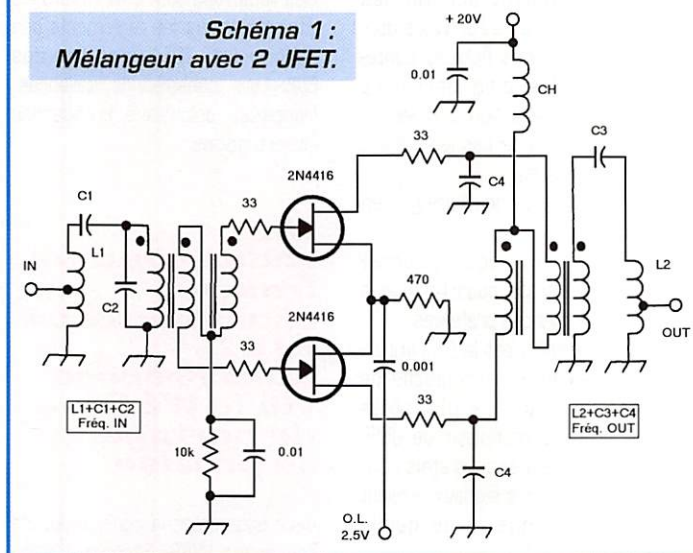 Schéma 1:
Mélangeur avec 2 JFET.
+ 20V
0.01
CH
33
C4
C3
2N4416
C1
33
IN
L1
C2
470
L2
OUT
2N4416
33
0.001
33
L1+C1+C2
Fréq. IN
L2+C3+C4
Fréq. OUT
10k
0.01
C4
O.L.
2.5V